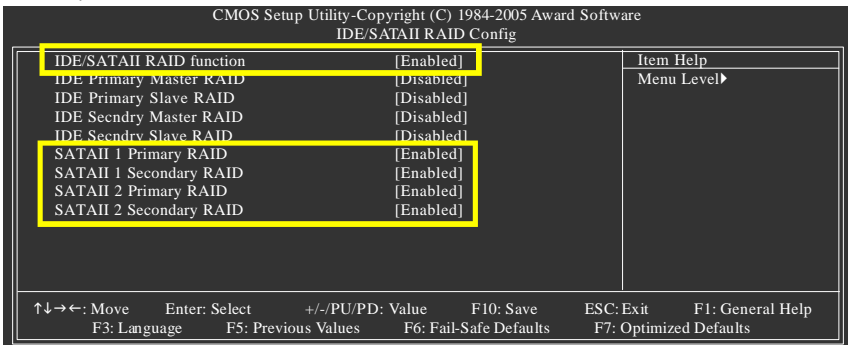 CMOS Setup Utility-Copyright (C) 1984-2005 Award Software
IDE/SATAII RAID Config
IDE/SATAII RAID function [Enabled]
IDE Primary Master RAID [Disabled]
IDE Primary Slave RAID [Disabled]
IDE Secndry Master RAID [Disabled]
IDE Secndry Slave RAID [Disabled]
SATAII 1 Primary RAID [Enabled]
SATAII 1 Secondary RAID [Enabled]
SATAII 2 Primary RAID [Enabled]
SATAII 2 Secondary RAID [Enabled]
Item Help
Menu Level▶
↑↓→←: Move Enter: Select +/-/PU/PD: Value F10: Save ESC: Exit F1: General Help
F3: Language F5: Previous Values F6: Fail-Safe Defaults F7: Optimized Defaults